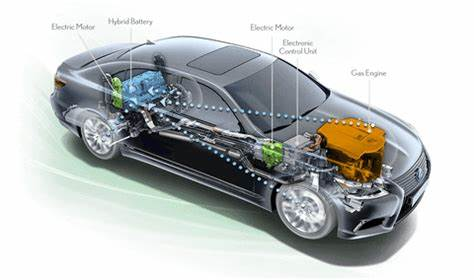 Hybrid Battery
Electric Motor
Electric Motor
Electronic
Control Unit
Gas Engine